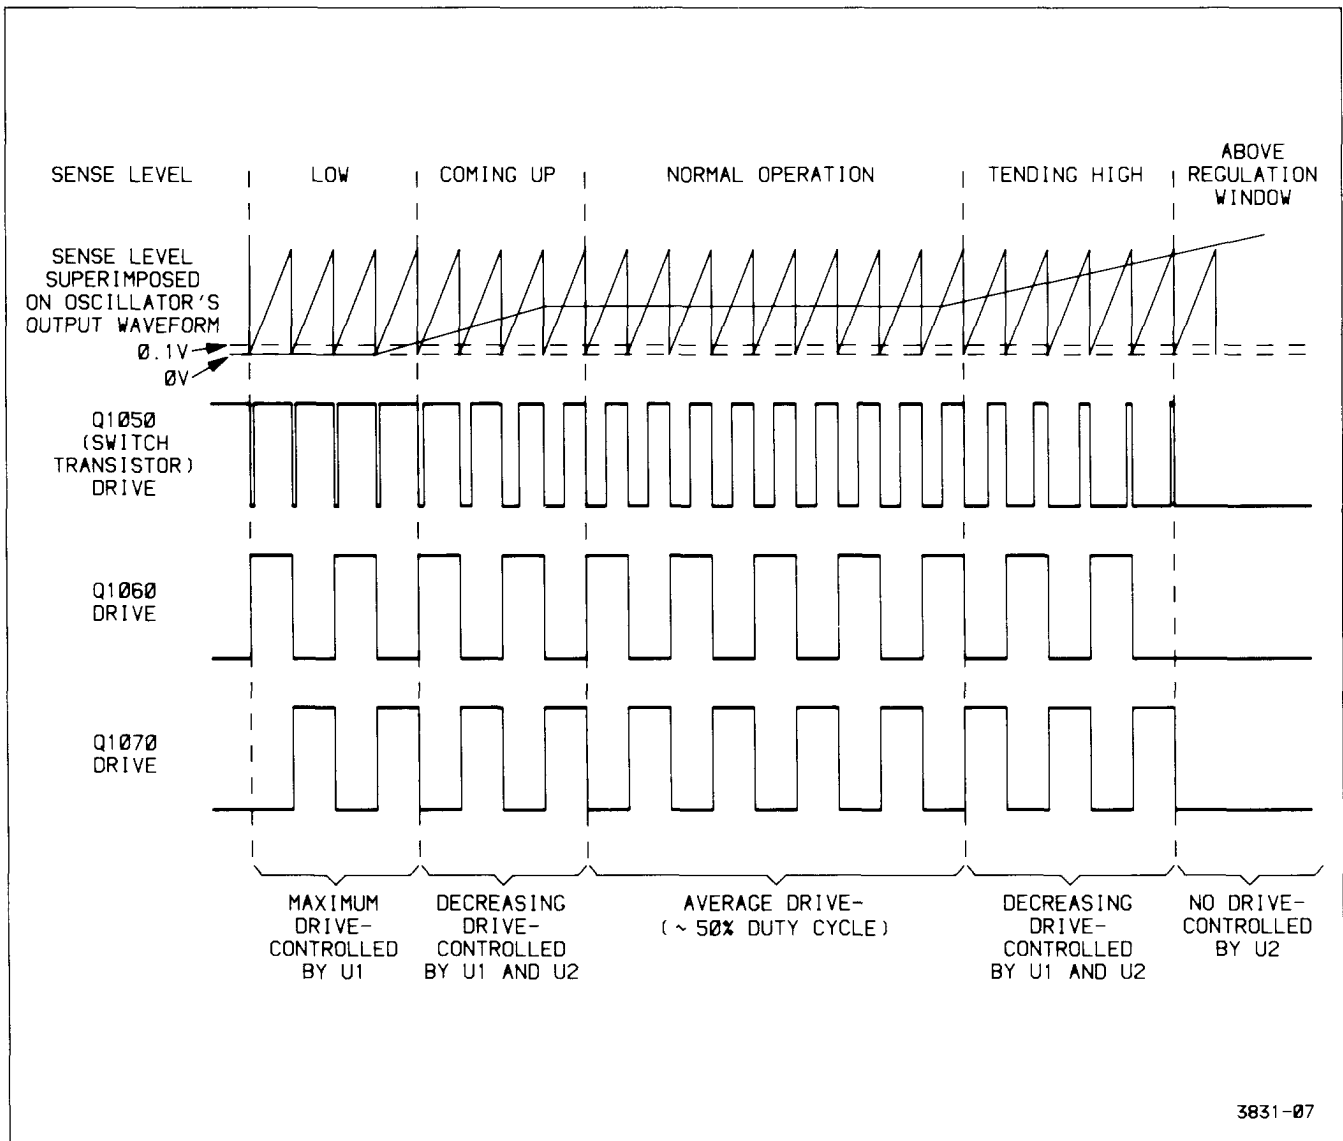 SENSE LEVEL
LOW
COMING UP
NORMAL OPERATION
TENDING HIGH
ABOVE
REGULATION
WINDOW
SENSE LEVEL
SUPERIMPOSED
ON OSCILLATOR'S
OUTPUT WAVEFORM
0.1V
0V
Q1050
(SWITCH
TRANSISTOR)
DRIVE
Q1060
DRIVE
Q1070
DRIVE
MAXIMUM
DRIVE-
CONTROLLED
BY U1
DECREASING
DRIVE-
CONTROLLED
BY U1 AND U2
AVERAGE DRIVE-
(~ 50% DUTY CYCLE)
DECREASING
DRIVE-
CONTROLLED
BY U1 AND U2
NO DRIVE-
CONTROLLED
BY U2
3831-07